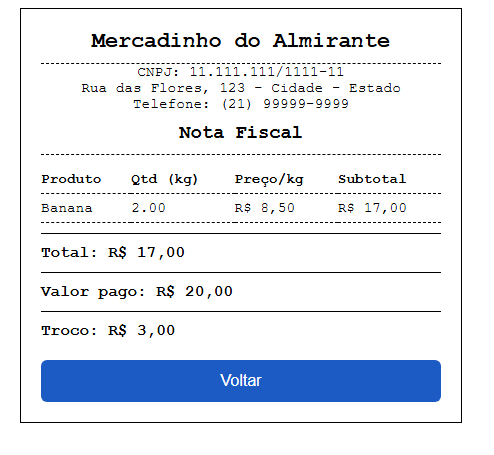 Mercadinho do Almirante
CNPJ: 11.111.111/1111-11
Rua das Flores, 123 - Cidade - Estado
Telefone: (21) 99999-9999
Nota Fiscal
Produto Qtd (kg) Preço/kg Subtotal
Banana 2.00 R$ 8,50 R$ 17,00
Total: R$ 17,00
Valor pago: R$ 20,00
Troco: R$ 3,00
Voltar